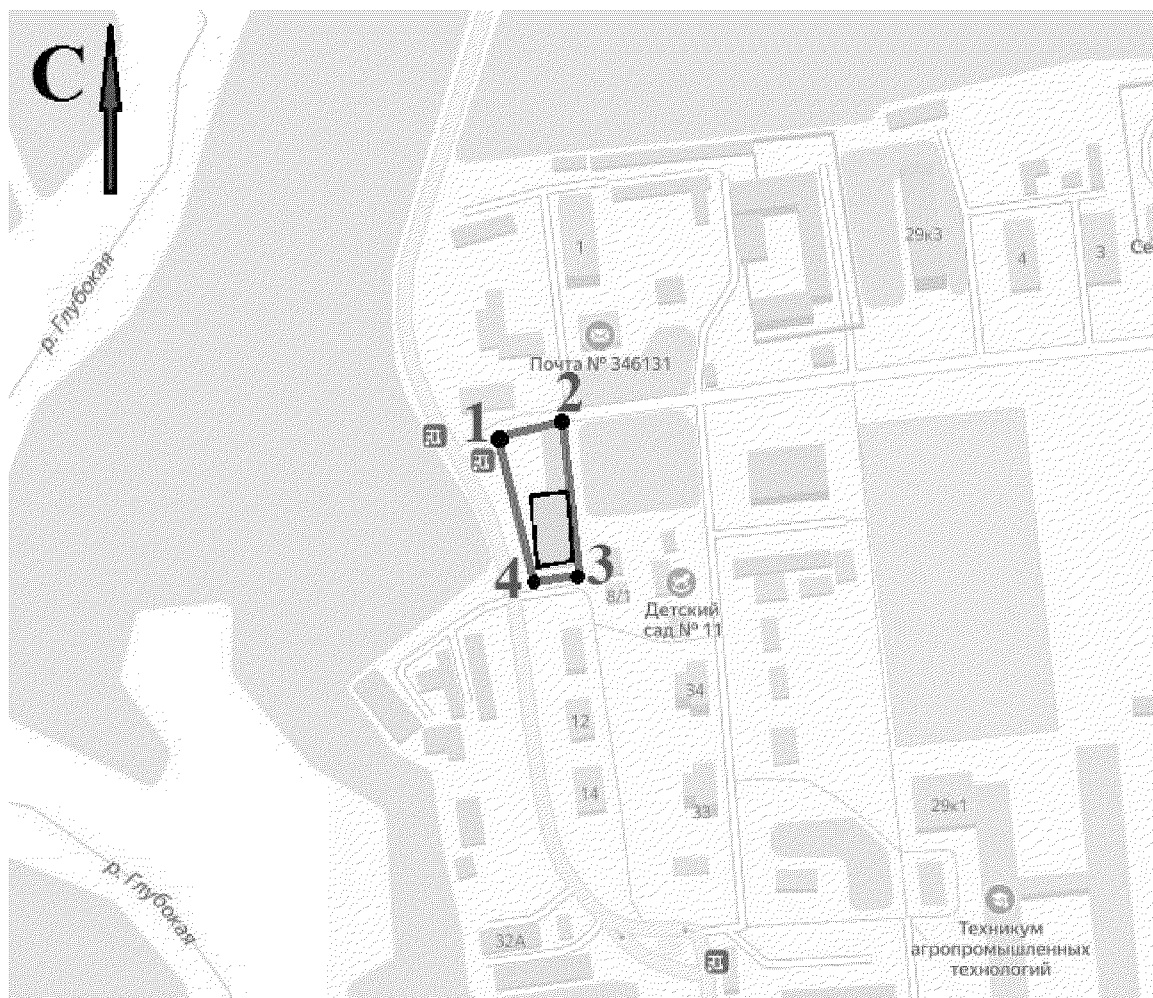 С
р. Глубокая
1
29к3
4
3
Се
Почта № 346131
1
2
4
3
8/1
Детский
сад № 11
34
12
14
33
29к1
р. Глубокая
32А
Техникум
агропромышленных
технологий